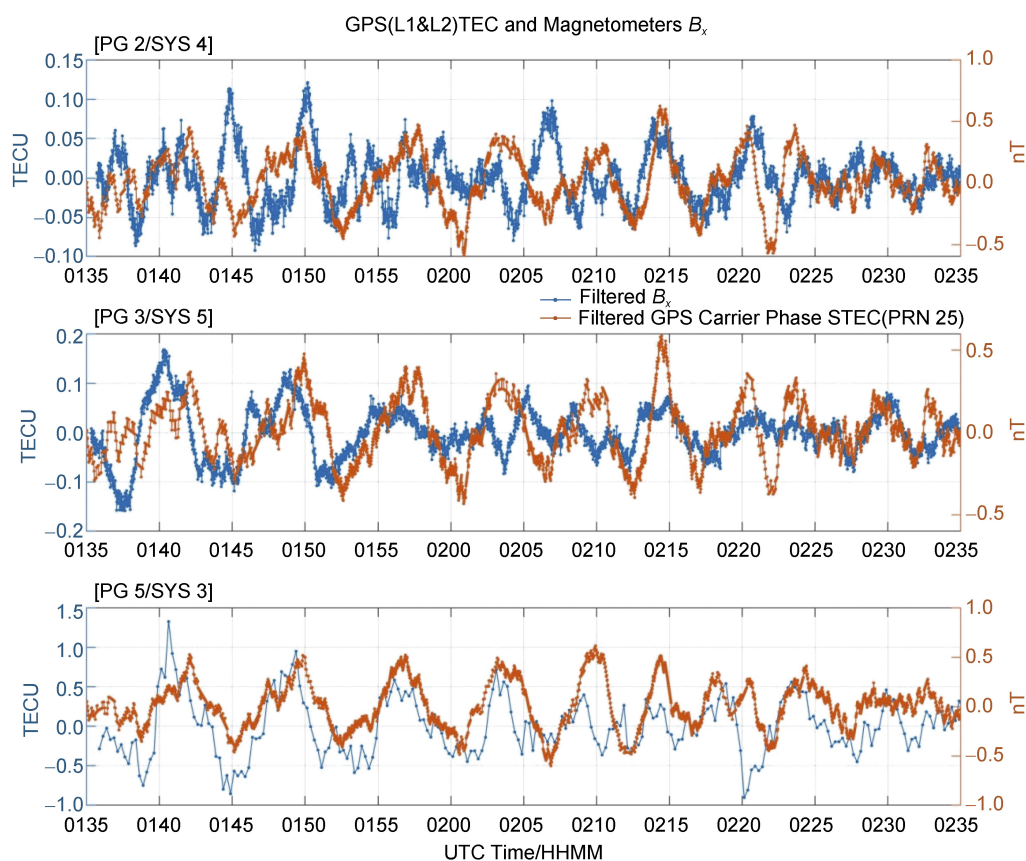 GPS(L1&L2)TEC and Magnetometers Bx
[PG 2/SYS 4]
0.15
0.10
0.05
0.00
−0.05
−0.10
TECU
1.0
0.5
0.0
−0.5
nT
0135 0140 0145 0150 0155 0200 0205 0210 0215 0220 0225 0230 0235
Filtered Bx
Filtered GPS Carrier Phase STEC(PRN 25)
[PG 3/SYS 5]
0.2
0.1
0.0
−0.1
−0.2
TECU
0.5
0.0
−0.5
nT
0135 0140 0145 0150 0155 0200 0205 0210 0215 0220 0225 0230 0235
[PG 5/SYS 3]
1.5
1.0
0.5
0.0
−0.5
−1.0
TECU
1.0
0.5
0.0
−0.5
−1.0
nT
0135 0140 0145 0150 0155 0200 0205 0210 0215 0220 0225 0230 0235
UTC Time/HHMM